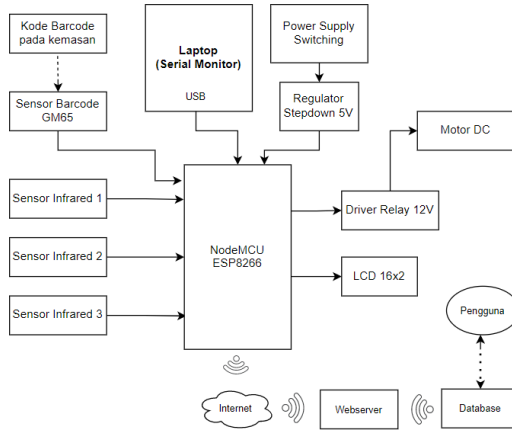 Kode Barcode
pada kemasan
Laptop
(Serial Monitor)
USB
Power Supply
Switching
Sensor Barcode
GM65
Regulator
Stepdown 5V
Motor DC
Sensor Infrared 1
Driver Relay 12V
Sensor Infrared 2
NodeMCU
ESP8266
LCD 16x2
Sensor Infrared 3
Pengguna
Internet
Webserver
Database